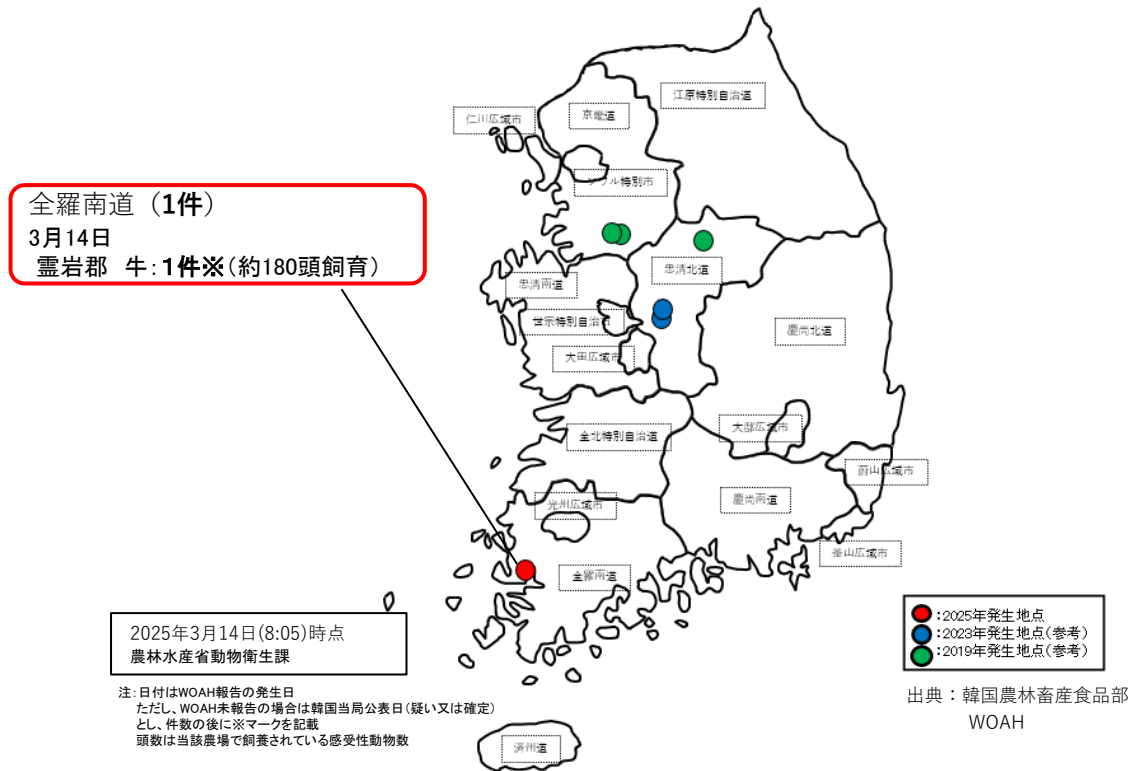 江原特別自治道
京畿道
仁川広域市
ソウル特別市
全羅南道（1件）
3月14日
霊岩郡　牛：1件※（約180頭飼育）
忠清北道
忠清南道
世宗特別自治市
慶尚北道
大田広域市
大邱広域市
全北特別自治道
蔚山広域市
慶尚南道
光州広域市
釜山広域市
全羅南道
2025年3月14日(8:05)時点
農林水産省動物衛生課
：2025年発生地点
：2023年発生地点(参考)
：2019年発生地点(参考)
注：日付はWOAH報告の発生日
ただし、WOAH未報告の場合は韓国当局公表日（疑い又は確定）
とし、件数の後に※マークを記載
頭数は当該農場で飼養されている感受性動物数
出典：韓国農林畜産食品部
WOAH
済州道